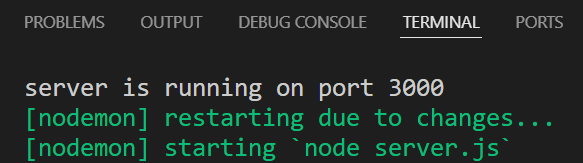 PROBLEMS OUTPUT DEBUG CONSOLE TERMINAL PORTS
server is running on port 3000
[nodemon] restarting due to changes...
[nodemon] starting `node server.js`